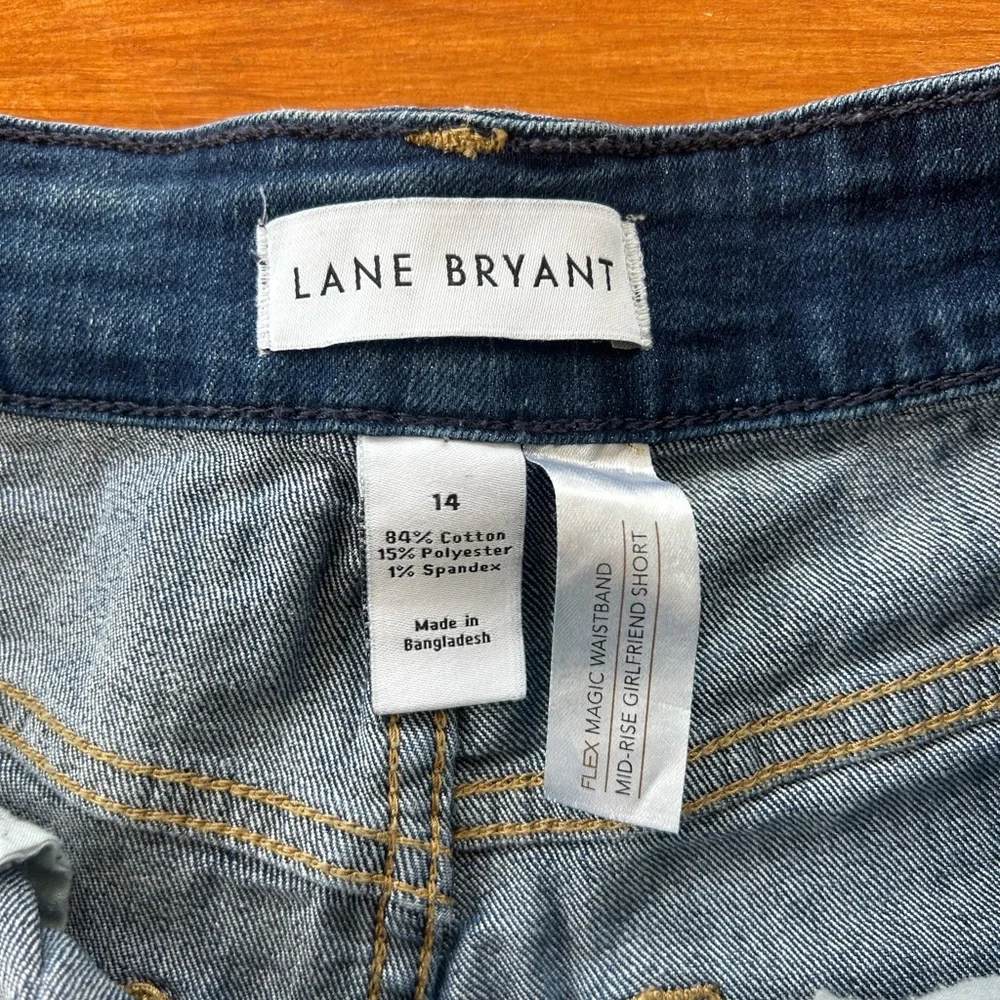 LANE BRYANT
14
84% Cotton
15% Polyester
1% Spandex
Made in
Bangladesh
FLEX MAGIC WAISTBAND
MID-RISE GIRLFRIEND SHORT